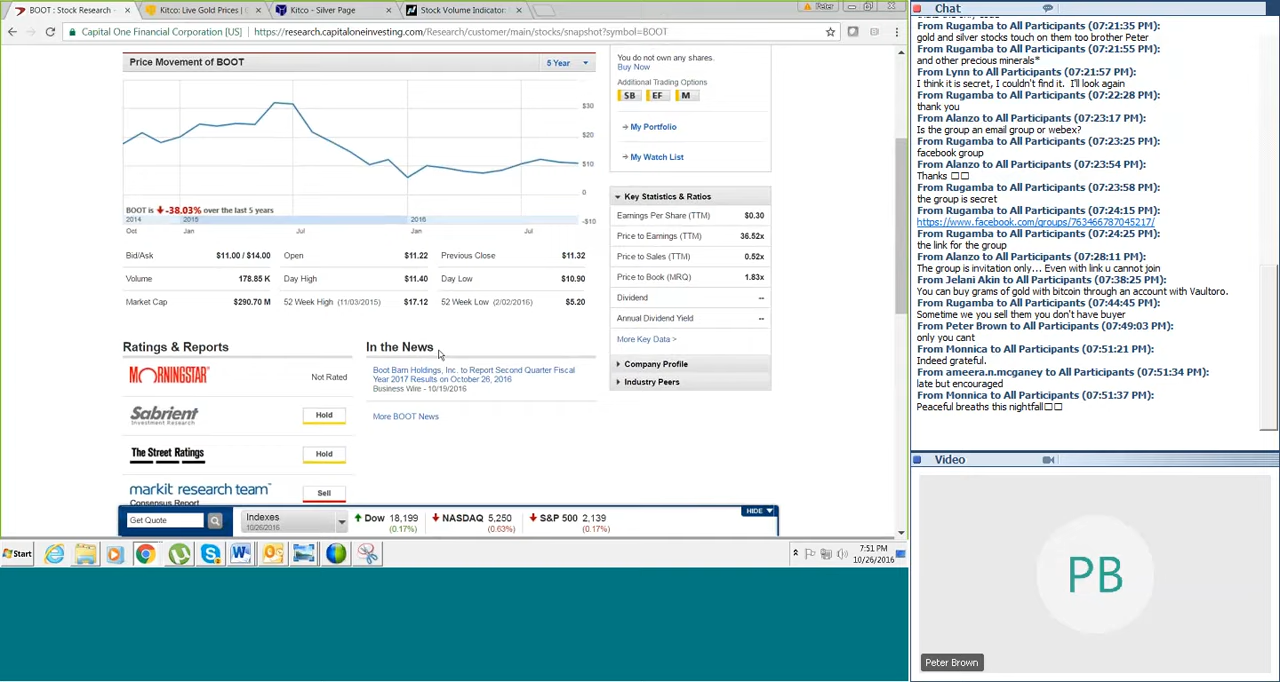 BOOT : Stock Research -
Kitco: Live Gold Prices |
Kitco - Silver Page
Stock Volume Indicator:
Peter
Capital One Financial Corporation [US]
https://research.capitaloneinvesting.com/Research/customer/main/stocks/snapshot?symbol=BOOT
Price Movement of BOOT
5 Year
$30
$20
$10
0
-$10
BOOT is -38.03% over the last 5 years
2014 2015 2016
Oct Jan Jul Jan Jul
Bid/Ask $11.00 / $14.00 Open $11.22 Previous Close $11.32
Volume 178.85 K Day High $11.40 Day Low $10.90
Market Cap $290.70 M 52 Week High (11/03/2015) $17.12 52 Week Low (2/02/2016) $5.20
Ratings & Reports
MORNINGSTAR Not Rated
Sabrient
Investment Research
Hold
The Street Ratings Hold
markit research team Sell
Consensus Report
In the News
Boot Barn Holdings, Inc. to Report Second Quarter Fiscal
Year 2017 Results on October 26, 2016
Business Wire - 10/19/2016
More BOOT News
You do not own any shares.
Buy Now
Additional Trading Options
SB EF M
My Portfolio
My Watch List
Key Statistics & Ratios
Earnings Per Share (TTM) $0.30
Price to Earnings (TTM) 36.52x
Price to Sales (TTM) 0.52x
Price to Book (MRQ) 1.83x
Dividend --
Annual Dividend Yield --
More Key Data >
Company Profile
Industry Peers
HIDE
Get Quote
Indexes
10/26/2016
Dow 18,199
(0.17%)
NASDAQ 5,250
(0.63%)
S&P 500 2,139
(0.17%)
Start
7:51 PM
10/26/2016
Chat
From Rugamba to All Participants (07:21:35 PM):
gold and silver stocks touch on them too brother Peter
From Rugamba to All Participants (07:21:55 PM):
and other precious minerals*
From Lynn to All Participants (07:21:57 PM):
I think it is secret, I couldn't find it. I'll look again
From Rugamba to All Participants (07:22:28 PM):
thank you
From Alanzo to All Participants (07:23:17 PM):
Is the group an email group or webex?
From Rugamba to All Participants (07:23:25 PM):
facebook group
From Alanzo to All Participants (07:23:54 PM):
Thanks
From Rugamba to All Participants (07:23:58 PM):
the group is secret
From Rugamba to All Participants (07:24:15 PM):
https://www.facebook.com/groups/763466787045217/
From Rugamba to All Participants (07:24:25 PM):
the link for the group
From Alanzo to All Participants (07:28:11 PM):
The group is invitation only... Even with link u cannot join
From Jelani Akin to All Participants (07:38:25 PM):
You can buy grams of gold with bitcoin through an account with Vaultoro.
From Rugamba to All Participants (07:44:45 PM):
Sometime we you sell them you don't have buyer
From Peter Brown to All Participants (07:49:03 PM):
only you cant
From Monnica to All Participants (07:51:21 PM):
Indeed grateful.
From ameera.n.mcganey to All Participants (07:51:34 PM):
late but encouraged
From Monnica to All Participants (07:51:37 PM):
Peaceful breaths this nightfall
Video
PB
Peter Brown